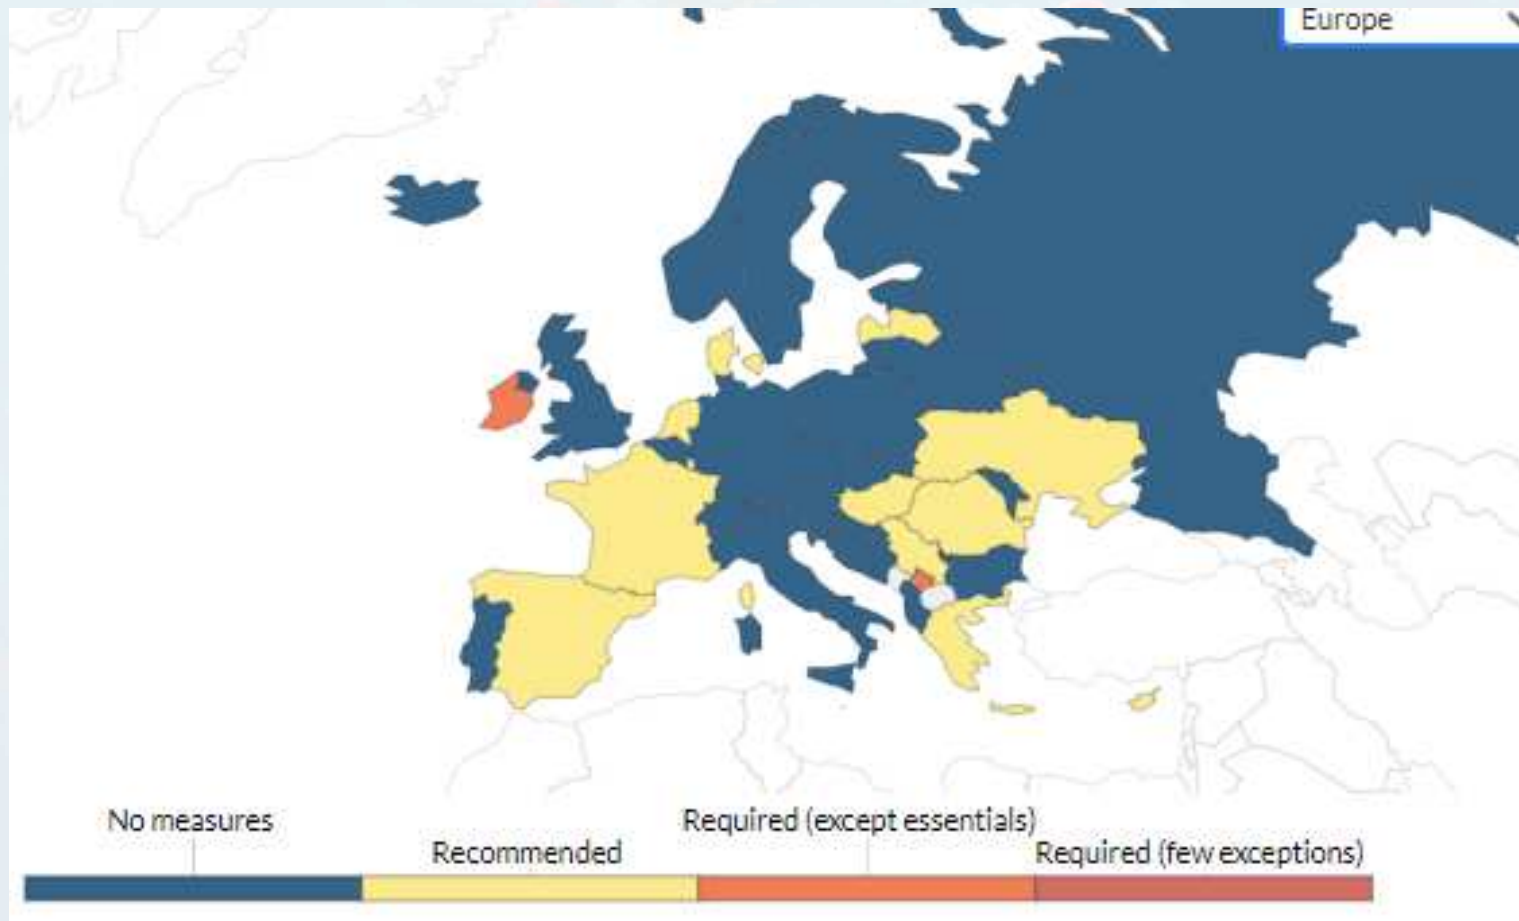 Europe
No measures
Required (except essentials)
Recommended
Required (few exceptions)